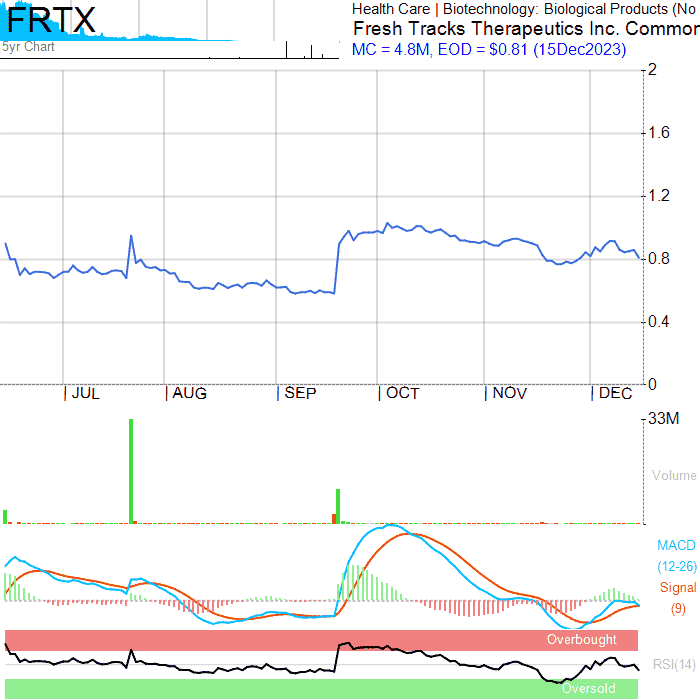 FRTX
5yr Chart
Health Care | Biotechnology: Biological Products (No
Fresh Tracks Therapeutics Inc. Common
MC = 4.8M, EOD = $0.81 (15Dec2023)
2
1.6
1.2
0.8
0.4
0
| JUL | AUG | SEP | OCT | NOV | DEC
33M
Volume
MACD
(12-26)
Signal
(9)
Overbought
RSI(14)
Oversold